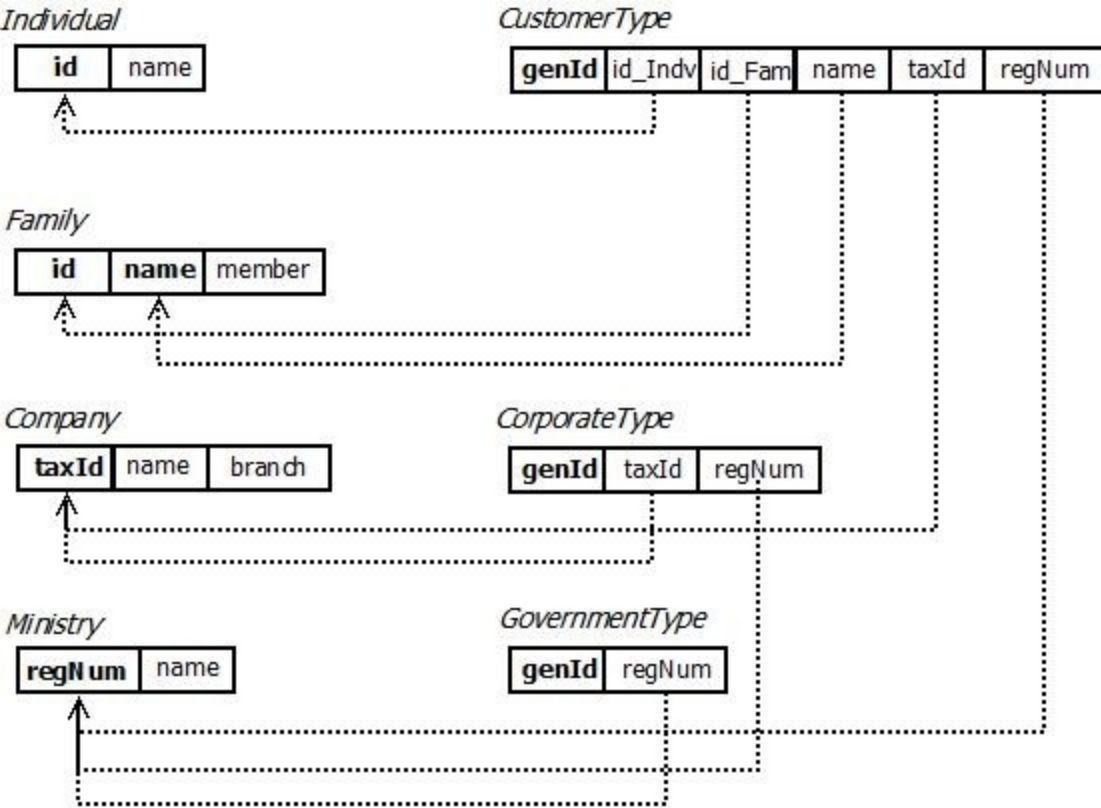 Individual
id name
CustomerType
genId id_Indv id_Fam name taxId regNum
Family
id name member
Company
taxId name branch
CorporateType
genId taxId regNum
Ministry
regNum name
GovernmentType
genId regNum